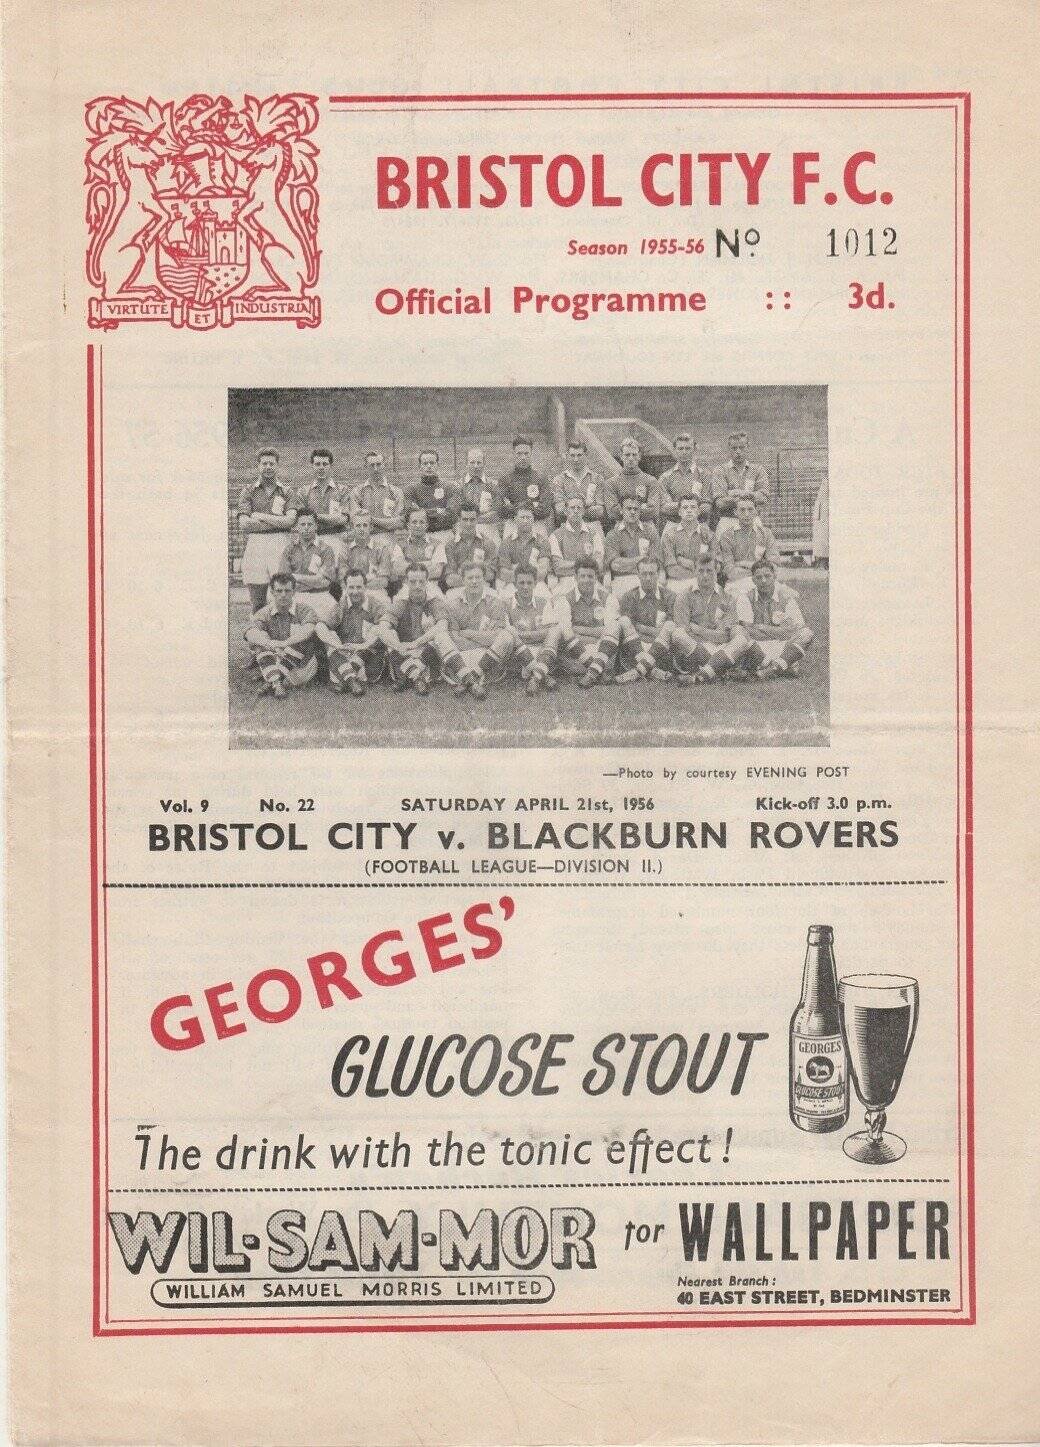 BRISTOL CITY F.C.
Season 1955-56 No. 1012
Official Programme :: 3d.
VIRTUTE ET INDUSTRIA
—Photo by courtesy EVENING POST
Vol. 9 No. 22 SATURDAY APRIL 21st, 1956 Kick-off 3.0 p.m.
BRISTOL CITY v. BLACKBURN ROVERS
(FOOTBALL LEAGUE—DIVISION II.)
GEORGES'
GLUCOSE STOUT
GEORGES
GLUCOSE STOUT
The drink with the tonic effect!
WIL-SAM-MOR for WALLPAPER
WILLIAM SAMUEL MORRIS LIMITED
Nearest Branch:
40 EAST STREET, BEDMINSTER